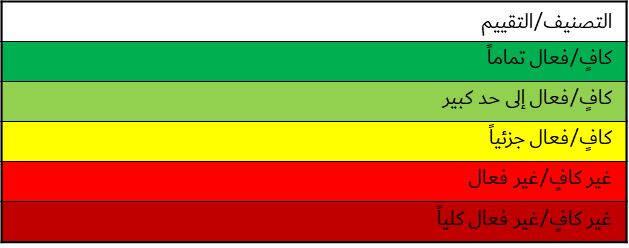 التصنيف/التقييم
كافٍ/فعال تماماً
كافٍ/فعال إلى حد كبير
كافٍ/فعال جزئياً
غير كافٍ/غير فعال
غير كافٍ/غير فعال كلياً